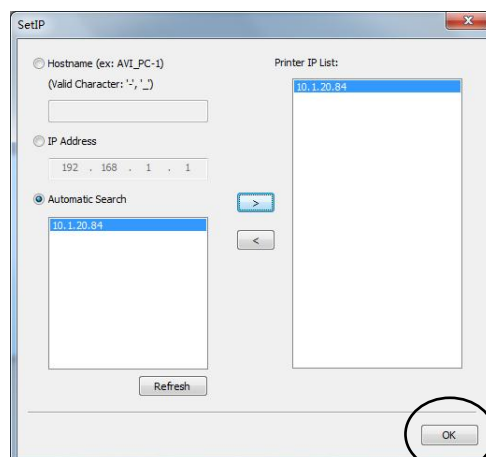 SetIP
x
Hostname (ex: AVI_PC-1)
(Valid Character: '-', '_')
IP Address
192 . 168 . 1 . 1
Automatic Search
10.1.20.84
Refresh
>
<
Printer IP List:
10.1.20.84
OK